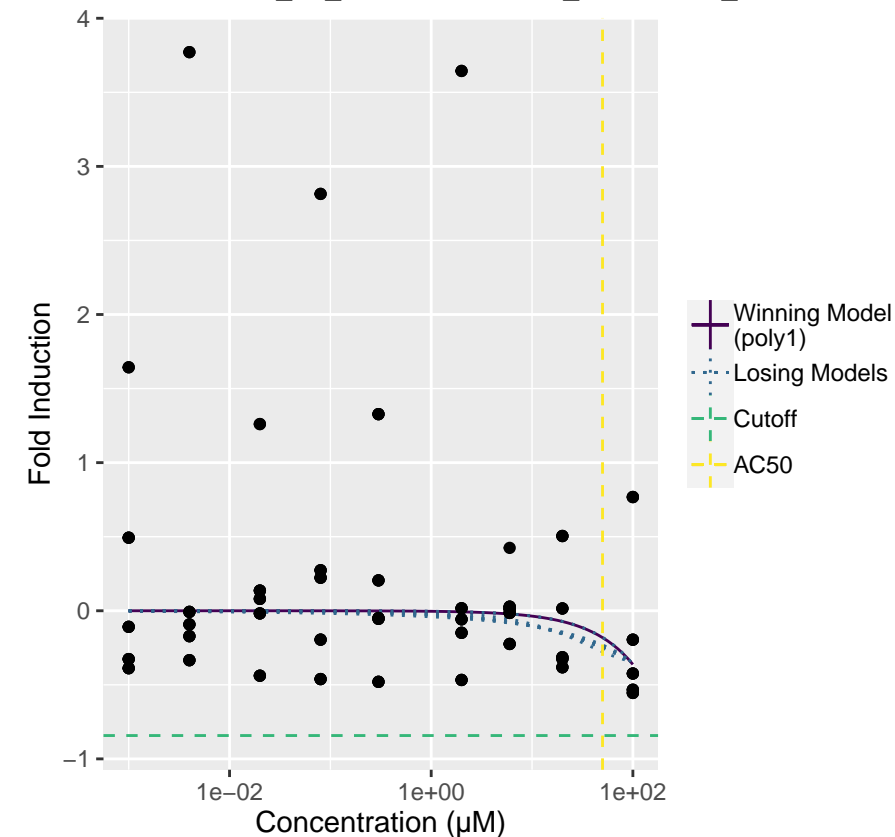 4
3
2
1
0
−1
Fold Induction
1e−02
1e+00
1e+02
Concentration (µM)
Winning Model
(poly1)
Losing Models
Cutoff
AC50